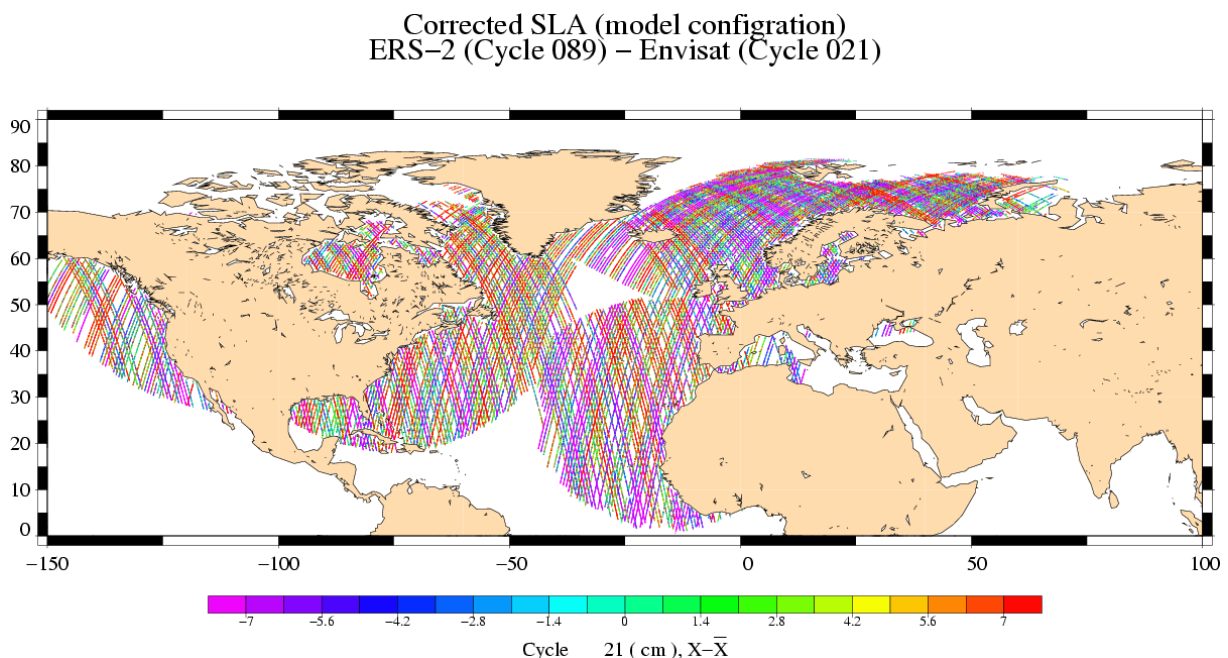 Corrected SLA (model configration)
ERS−2 (Cycle 089) − Envisat (Cycle 021)
90
80
70
60
50
40
30
20
10
0
−150 −100 −50 0 50 100
−7 −5.6 −4.2 −2.8 −1.4 0 1.4 2.8 4.2 5.6 7
Cycle 21 ( cm ), X−X̅